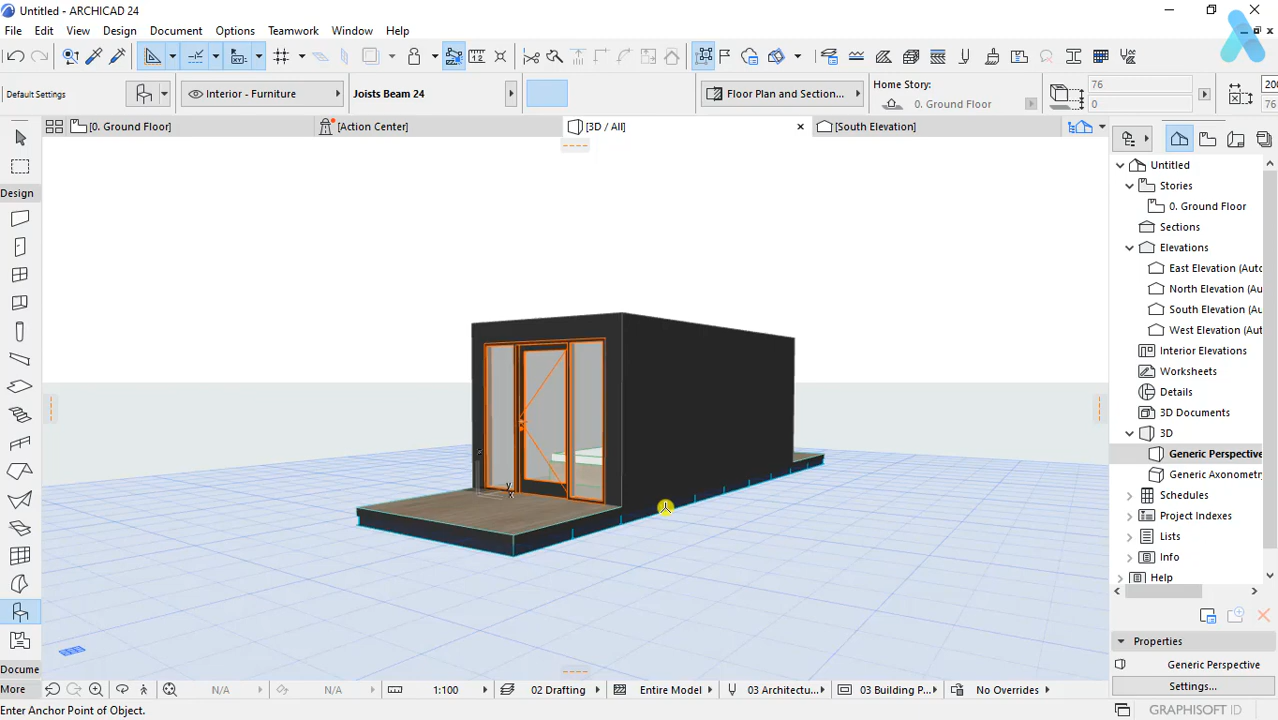 Untitled - ARCHICAD 24
File Edit View Design Document Options Teamwork Window Help
Default Settings
Interior - Furniture
Joists Beam 24
Floor Plan and Section...
Home Story:
0. Ground Floor
76
0
200
[0. Ground Floor]
[Action Center]
[3D / All]
[South Elevation]
Design
Untitled
Stories
0. Ground Floor
Sections
Elevations
East Elevation (Auto
North Elevation (Au
South Elevation (Au
West Elevation (Aut
Interior Elevations
Worksheets
Details
3D Documents
3D
Generic Perspective
Generic Axonometr
Schedules
Project Indexes
Lists
Info
Help
Properties
Generic Perspective
Settings...
Docume
More
N/A
N/A
1:100
02 Drafting
Entire Model
03 Architectu...
03 Building P...
No Overrides
Enter Anchor Point of Object.
GRAPHISOFT ID